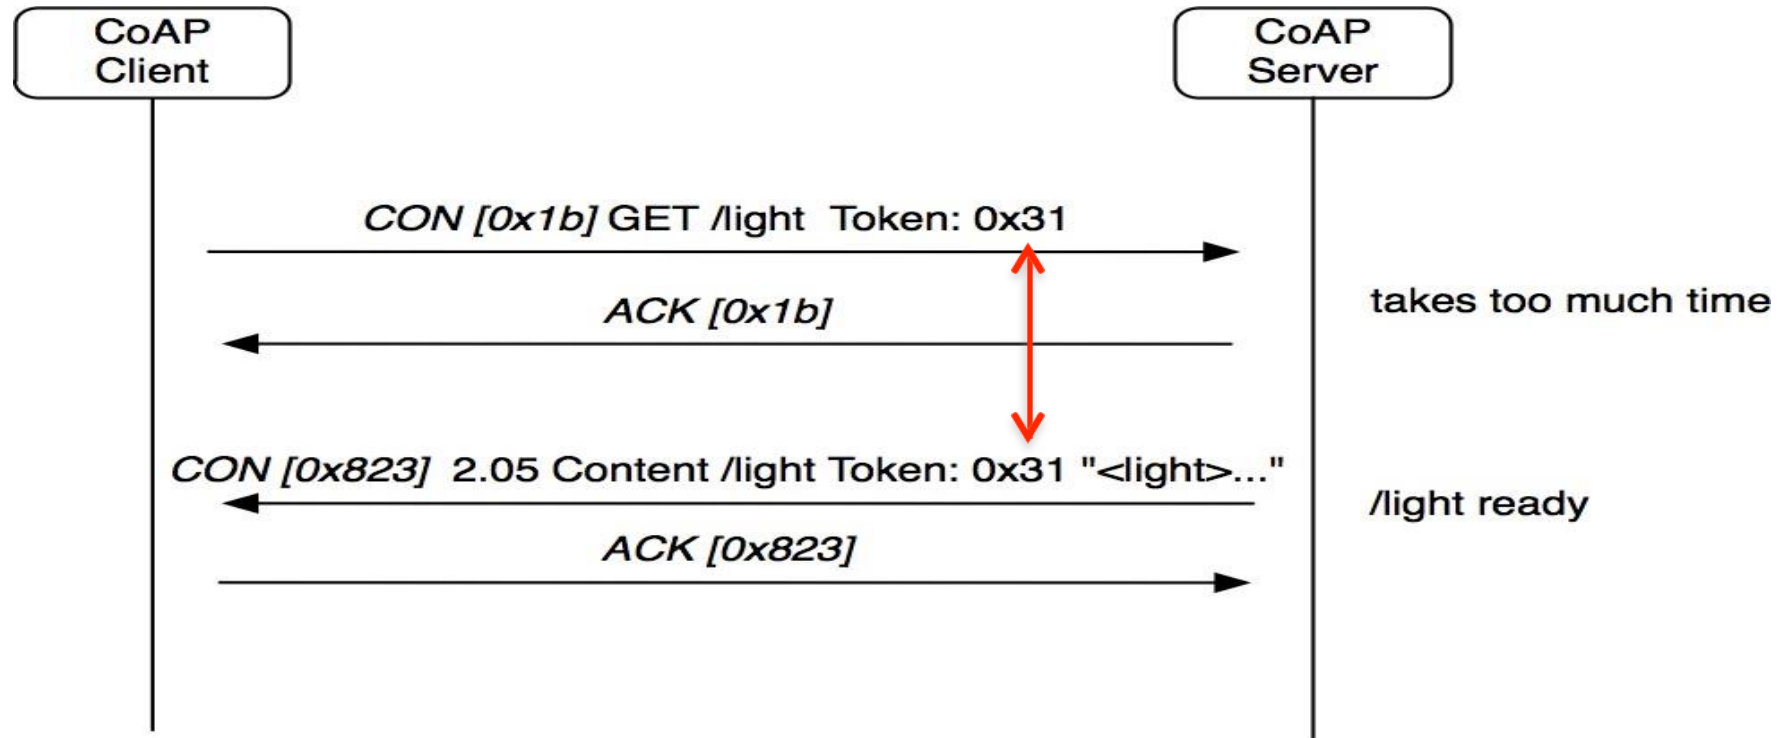 CoAP
Client
CoAP
Server
CON [0x1b] GET /light Token: 0x31
takes too much time
ACK [0x1b]
CON [0x823] 2.05 Content /light Token: 0x31 "<light>..."
/light ready
ACK [0x823]